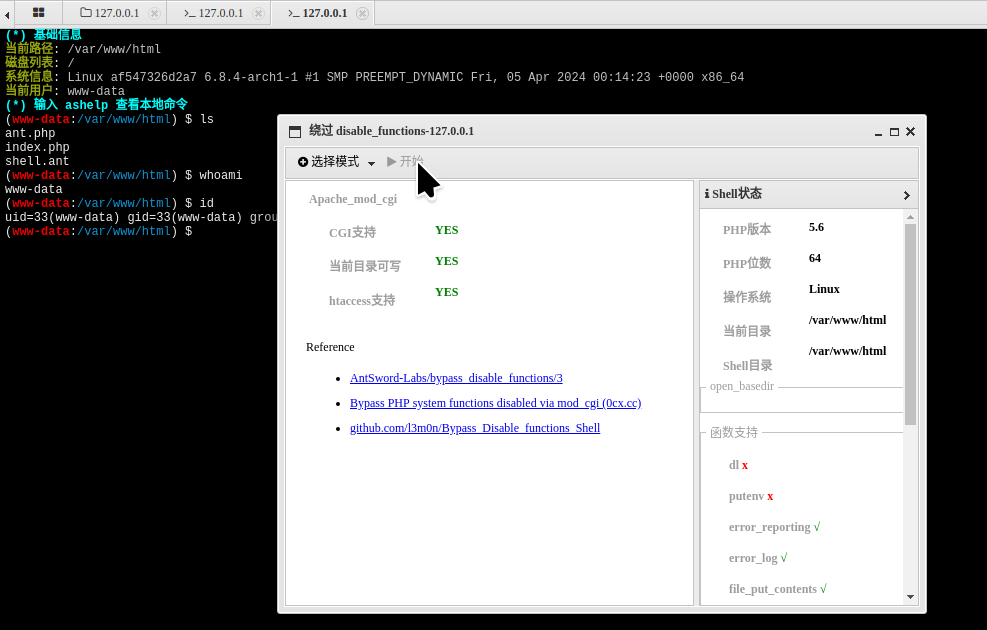 127.0.0.1
>_ 127.0.0.1
>_ 127.0.0.1
(*) 基础信息
当前路径: /var/www/html
磁盘列表: /
系统信息: Linux af547326d2a7 6.8.4-arch1-1 #1 SMP PREEMPT_DYNAMIC Fri, 05 Apr 2024 00:14:23 +0000 x86_64
当前用户: www-data
(*) 输入 ashelp 查看本地命令
(www-data:/var/www/html) $ ls
ant.php
index.php
shell.ant
(www-data:/var/www/html) $ whoami
www-data
(www-data:/var/www/html) $ id
uid=33(www-data) gid=33(www-data) grou
(www-data:/var/www/html) $
绕过 disable_functions-127.0.0.1
选择模式
开始
Apache_mod_cgi
CGI支持 YES
当前目录可写 YES
htaccess支持 YES
Reference
AntSword-Labs/bypass_disable_functions/3
Bypass PHP system functions disabled via mod_cgi (0cx.cc)
github.com/l3m0n/Bypass_Disable_functions_Shell
Shell状态
PHP版本 5.6
PHP位数 64
操作系统 Linux
当前目录 /var/www/html
Shell目录 /var/www/html
open_basedir
函数支持
dl x
putenv x
error_reporting √
error_log √
file_put_contents √